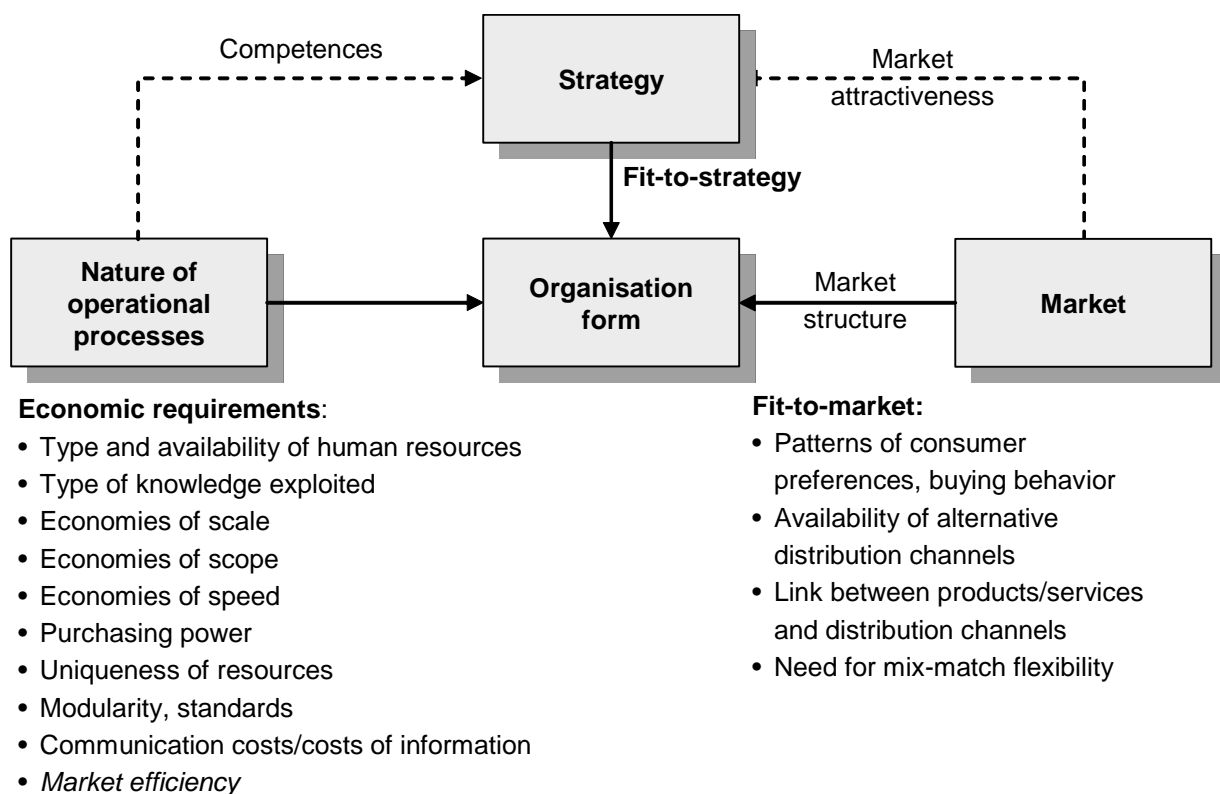 Competences
Strategy
Market
attractiveness
Fit-to-strategy
Nature of
operational
processes
Organisation
form
Market
structure
Market
Economic requirements:
• Type and availability of human resources
• Type of knowledge exploited
• Economies of scale
• Economies of scope
• Economies of speed
• Purchasing power
• Uniqueness of resources
• Modularity, standards
• Communication costs/costs of information
• Market efficiency
Fit-to-market:
• Patterns of consumer
preferences, buying behavior
• Availability of alternative
distribution channels
• Link between products/services
and distribution channels
• Need for mix-match flexibility